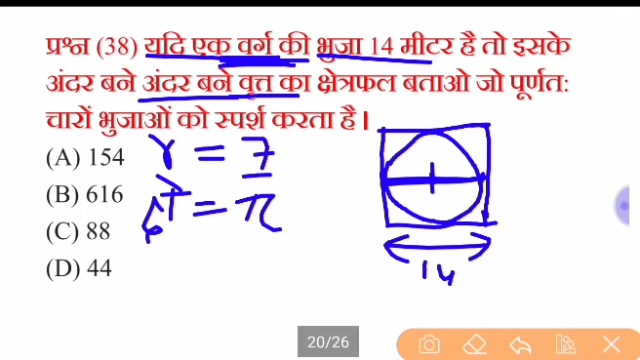 प्रश्न (38) यदि एक वर्ग की भुजा 14 मीटर है तो इसके
अंदर बने अंदर बने वृत्त का क्षेत्रफल बताओ जो पूर्णत:
चारों भुजाओं को स्पर्श करता है।
(A) 154
(B) 616
(C) 88
(D) 44
r = 7
= π
14
20/26